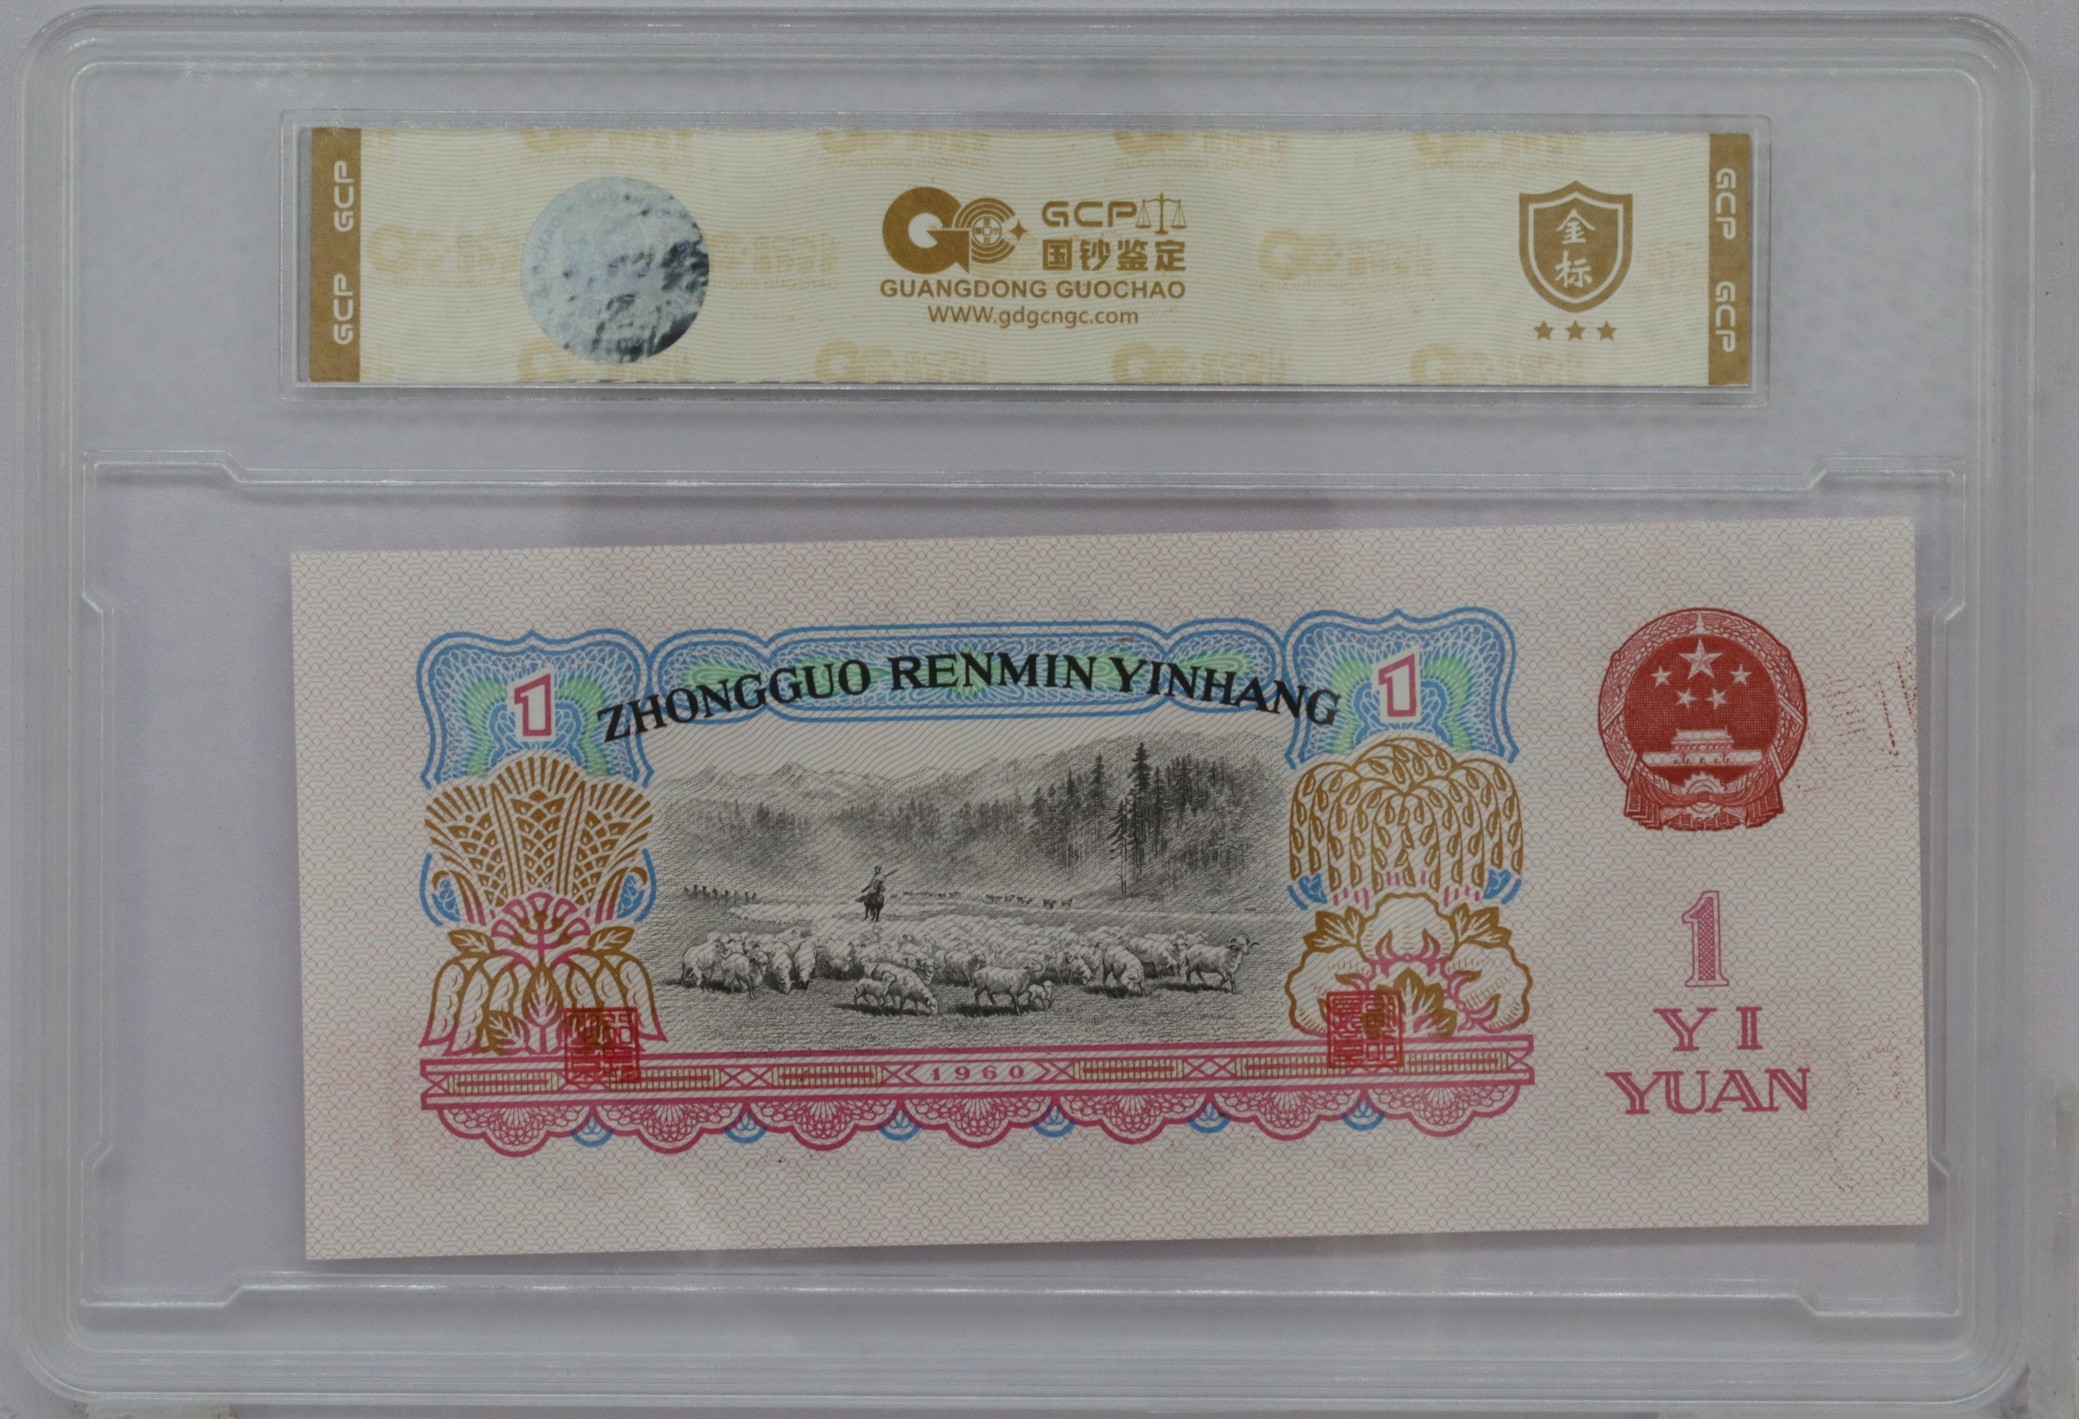 GCP GCP
GCP
国钞鉴定
GUANGDONG GUOCHAO
WWW.gdgcngc.com
金
标
GCP GCP
ZHONGGUO RENMIN YINHANG
1
1
1
YI
YUAN
1960